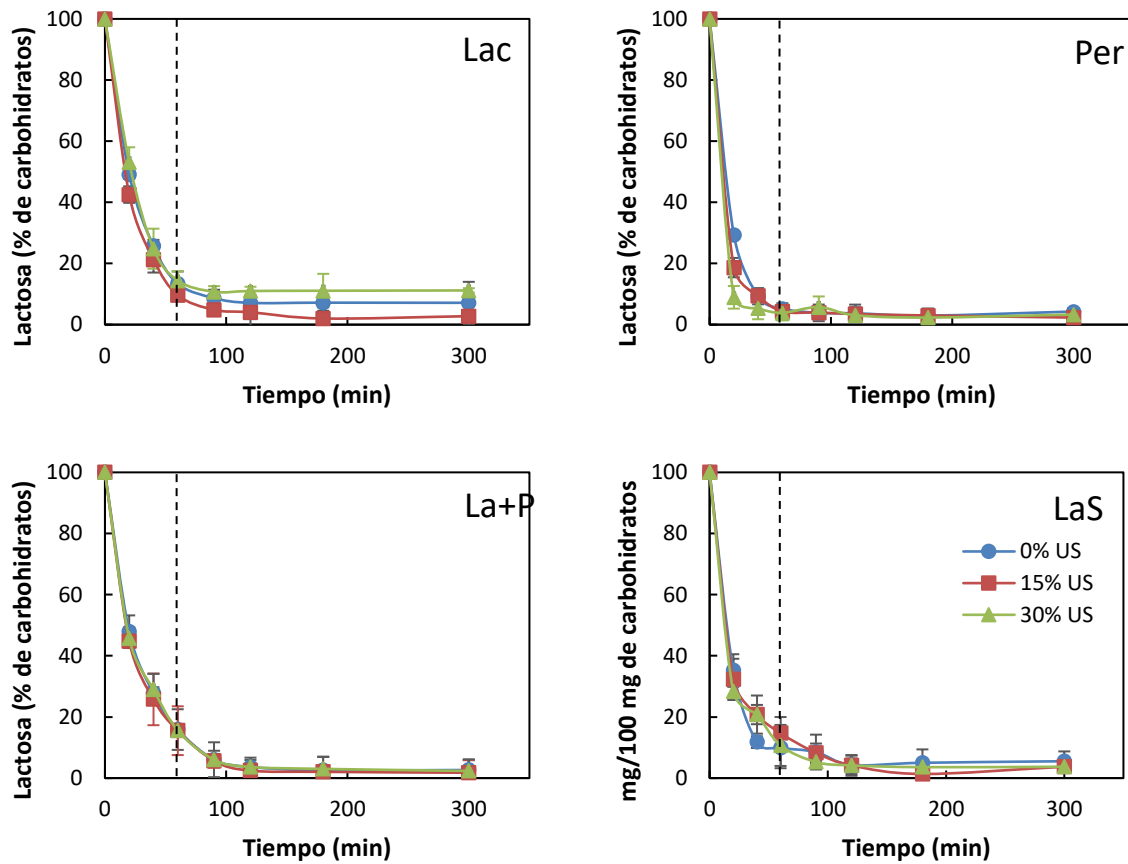 Lac
Lactosa (% de carbohidratos)
100
80
60
40
20
0
0 100 200 300
Tiempo (min)
Per
Lactosa (% de carbohidratos)
100
80
60
40
20
0
0 100 200 300
Tiempo (min)
La+P
Lactosa (% de carbohidratos)
100
80
60
40
20
0
0 100 200 300
Tiempo (min)
LaS
mg/100 mg de carbohidratos
100
80
60
40
20
0
0 100 200 300
Tiempo (min)
0% US
15% US
30% US